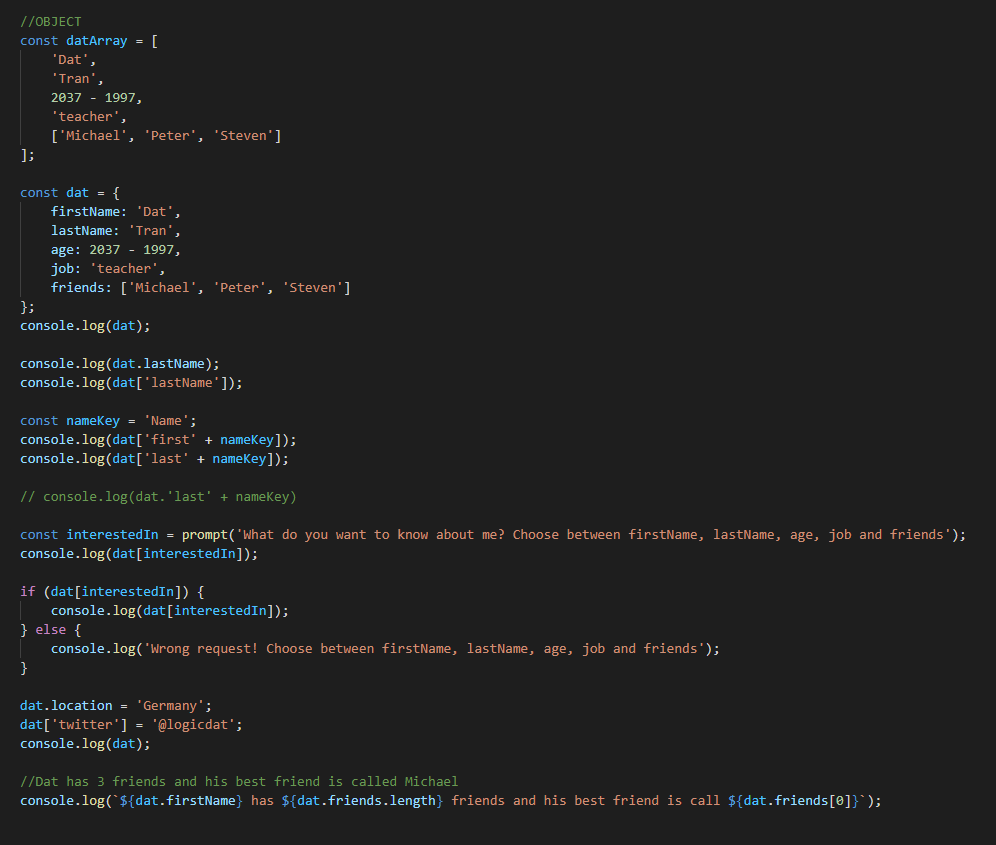 //OBJECT
const datArray = [
    'Dat',
    'Tran',
    2037 - 1997,
    'teacher',
    ['Michael', 'Peter', 'Steven']
];

const dat = {
    firstName: 'Dat',
    lastName: 'Tran',
    age: 2037 - 1997,
    job: 'teacher',
    friends: ['Michael', 'Peter', 'Steven']
};
console.log(dat);

console.log(dat.lastName);
console.log(dat['lastName']);

const nameKey = 'Name';
console.log(dat['first' + nameKey]);
console.log(dat['last' + nameKey]);

// console.log(dat.'last' + nameKey)

const interestedIn = prompt('What do you want to know about me? Choose between firstName, lastName, age, job and friends');
console.log(dat[interestedIn]);

if (dat[interestedIn]) {
    console.log(dat[interestedIn]);
} else {
    console.log('Wrong request! Choose between firstName, lastName, age, job and friends');
}

dat.location = 'Germany';
dat['twitter'] = '@logicdat';
console.log(dat);

//Dat has 3 friends and his best friend is called Michael
console.log(`${dat.firstName} has ${dat.friends.length} friends and his best friend is call ${dat.friends[0]}`);